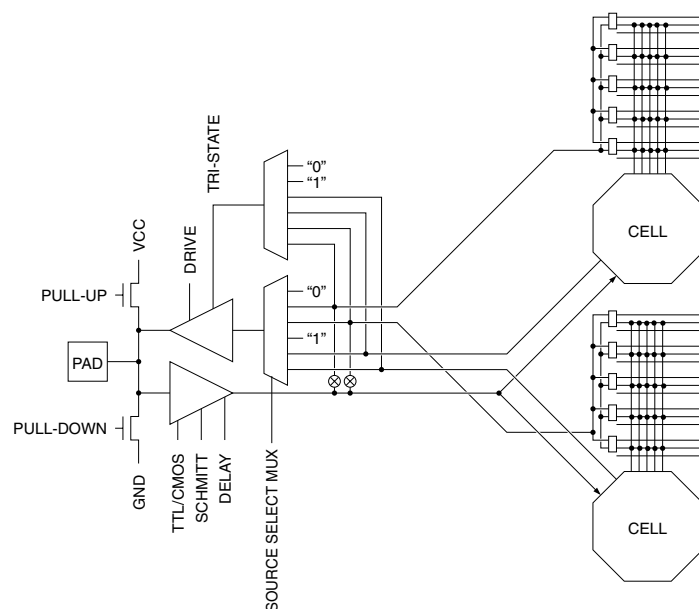 TRI-STATE
"0"
"1"
CELL
VCC
DRIVE
PULL-UP
"0"
"1"
PAD
PULL-DOWN
GND
TTL/CMOS
SCHMITT
DELAY
SOURCE SELECT MUX
CELL